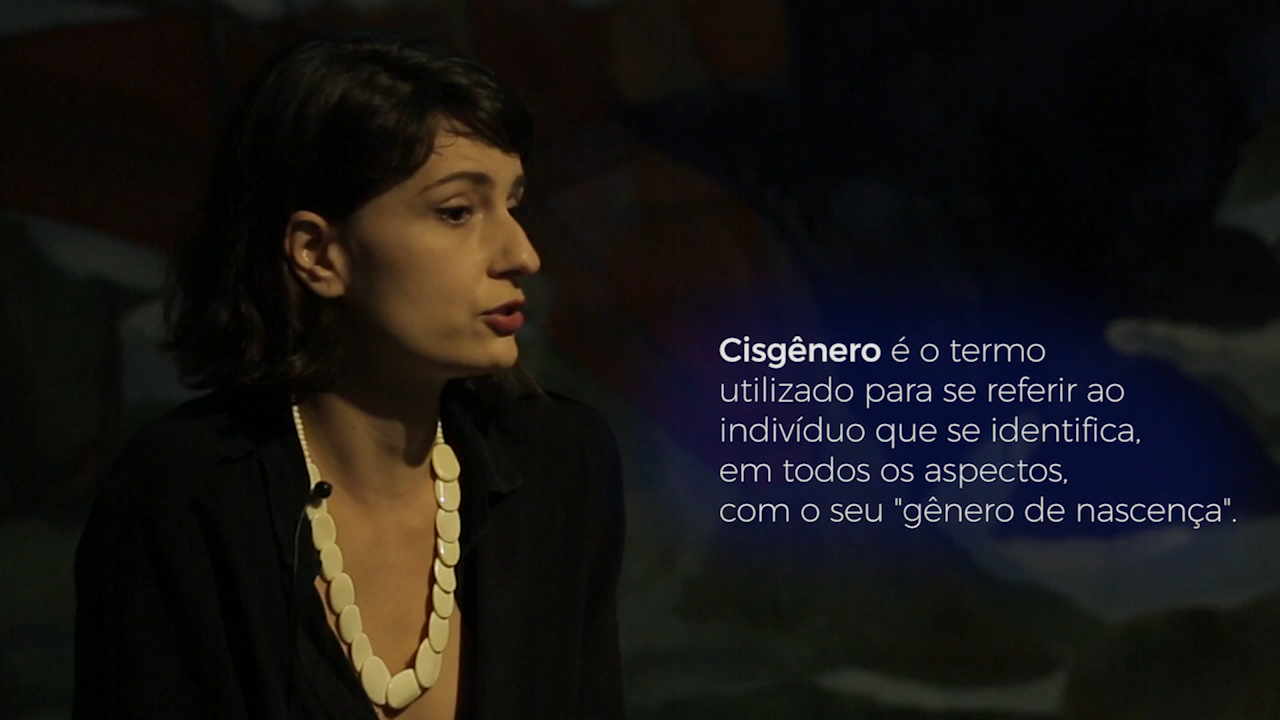 Cisgênero é o termo
utilizado para se referir ao
indivíduo que se identifica,
em todos os aspectos,
com o seu "gênero de nascença".